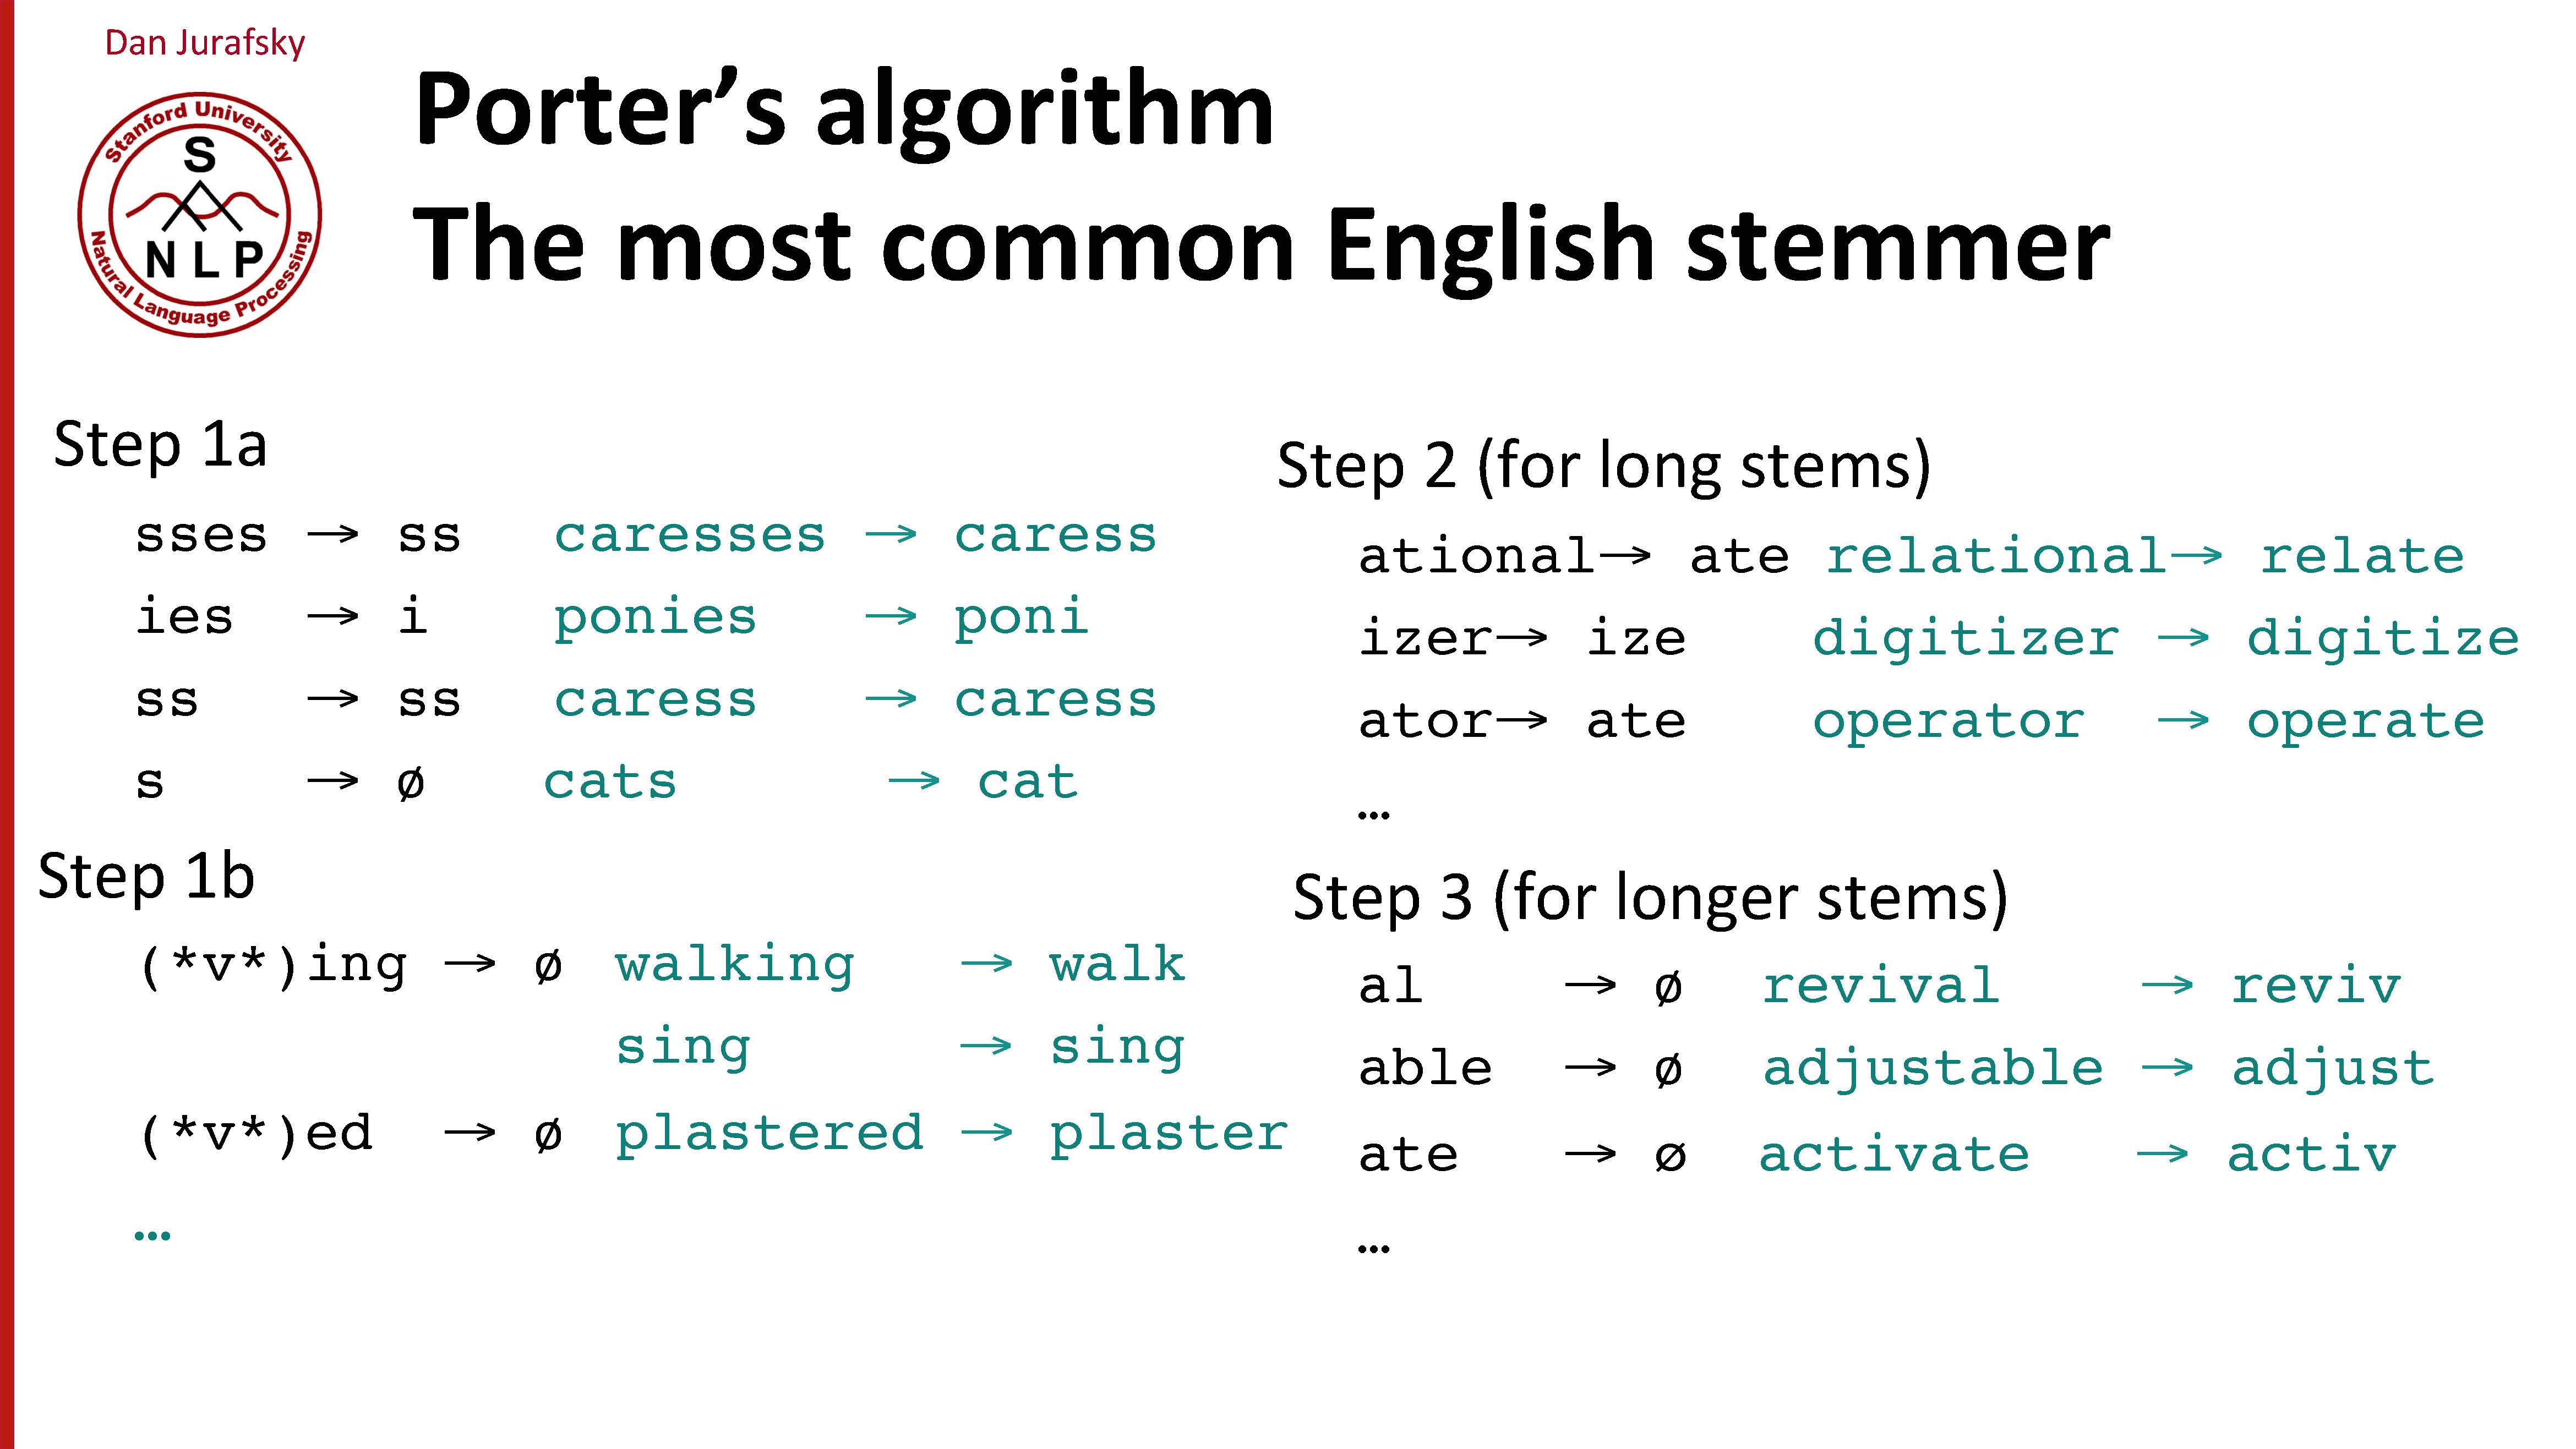 Dan Jurafsky
Stanford University
S
NLP
Natural Language Processing
Porter’s algorithm
The most common English stemmer
Step 1a
sses → ss caresses → caress
ies → i ponies → poni
ss → ss caress → caress
s → ø cats → cat
Step 1b
(*v*)ing → ø walking → walk
sing → sing
(*v*)ed → ø plastered → plaster
…
Step 2 (for long stems)
ational→ ate relational→ relate
izer→ ize digitizer → digitize
ator→ ate operator → operate
…
Step 3 (for longer stems)
al → ø revival → reviv
able → ø adjustable → adjust
ate → ø activate → activ
…